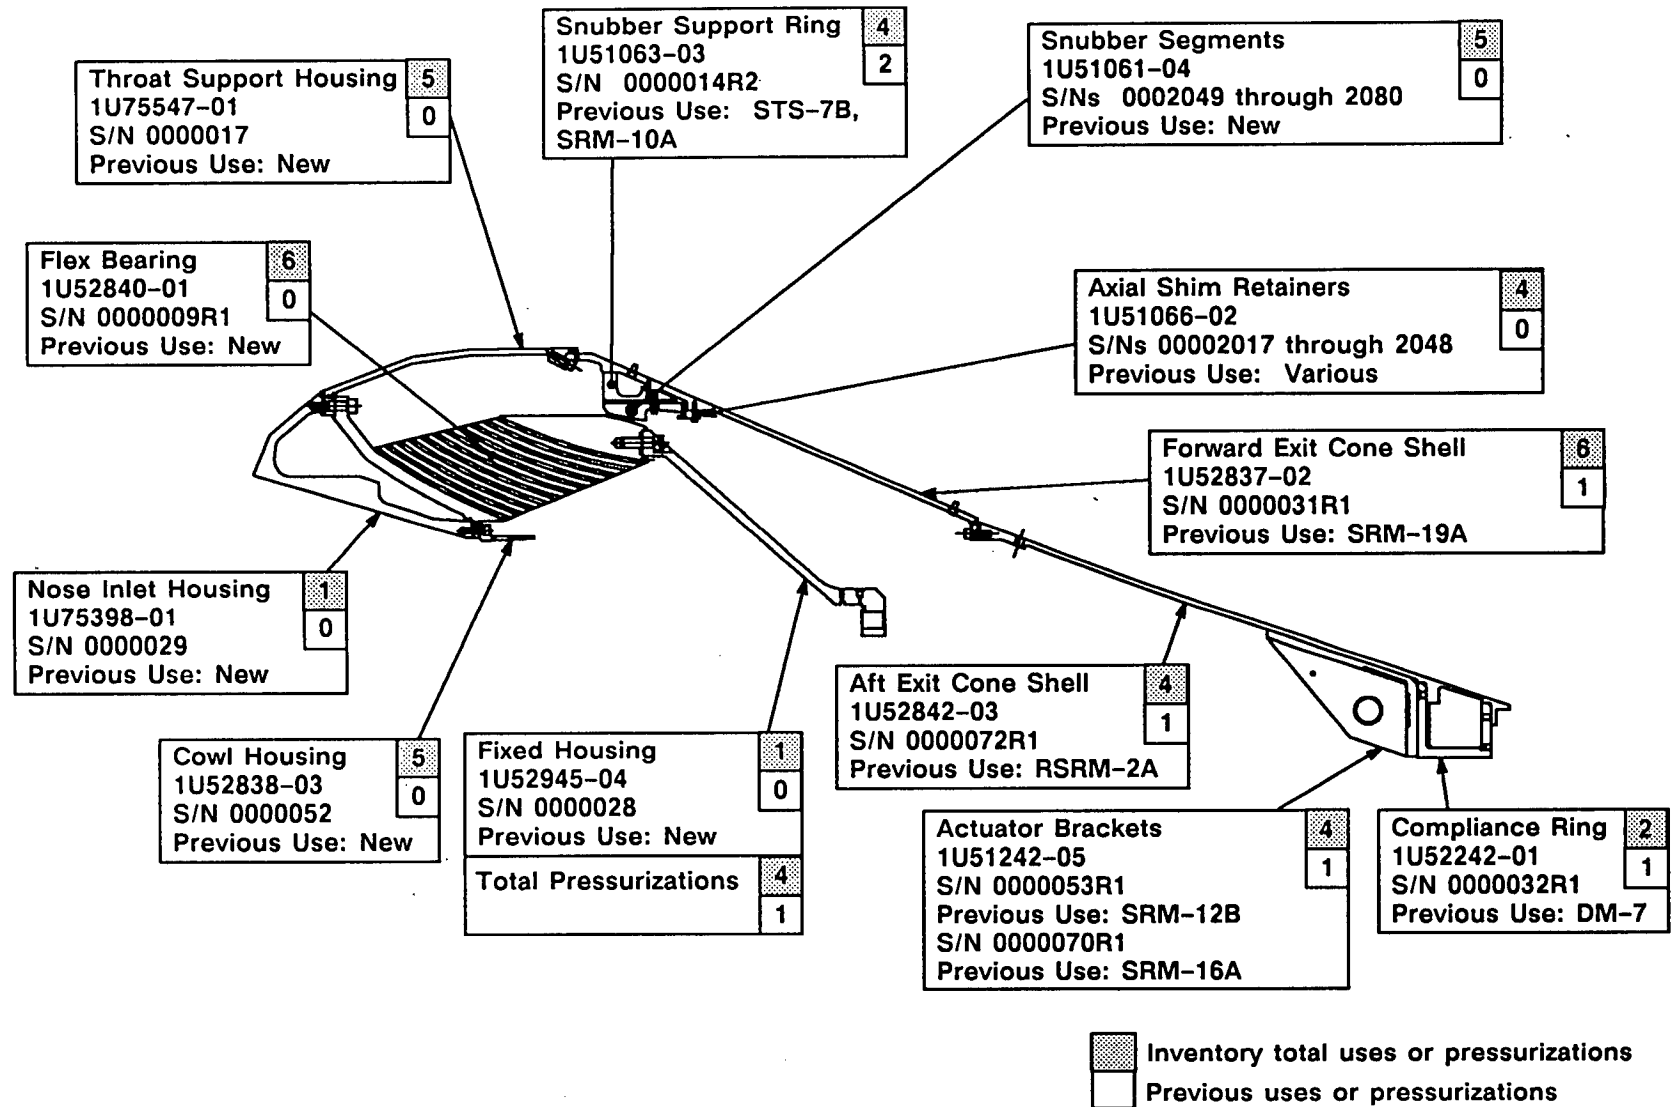 Snubber Support Ring 4
1U51063-03
S/N 0000014R2 2
Previous Use: STS-7B,
SRM-10A
Snubber Segments 5
1U51061-04
S/Ns 0002049 through 2080 0
Previous Use: New
Throat Support Housing 5
1U75547-01
S/N 0000017 0
Previous Use: New
Flex Bearing 6
1U52840-01
S/N 0000009R1 0
Previous Use: New
Axial Shim Retainers 4
1U51066-02
S/Ns 00002017 through 2048 0
Previous Use: Various
Forward Exit Cone Shell 6
1U52837-02
S/N 0000031R1 1
Previous Use: SRM-19A
Nose Inlet Housing 1
1U75398-01
S/N 0000029 0
Previous Use: New
Aft Exit Cone Shell 4
1U52842-03
S/N 0000072R1 1
Previous Use: RSRM-2A
Cowl Housing 5
1U52838-03
S/N 0000052 0
Previous Use: New
Fixed Housing 1
1U52945-04
S/N 0000028 0
Previous Use: New
Total Pressurizations 4
1
Actuator Brackets 4
1U51242-05
S/N 0000053R1 1
Previous Use: SRM-12B
S/N 0000070R1
Previous Use: SRM-16A
Compliance Ring 2
1U52242-01
S/N 0000032R1 1
Previous Use: DM-7
Inventory total uses or pressurizations
Previous uses or pressurizations